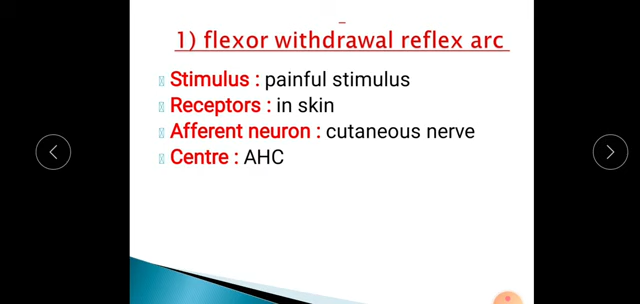 1) flexor withdrawal reflex arc
Stimulus : painful stimulus
Receptors : in skin
Afferent neuron : cutaneous nerve
Centre : AHC